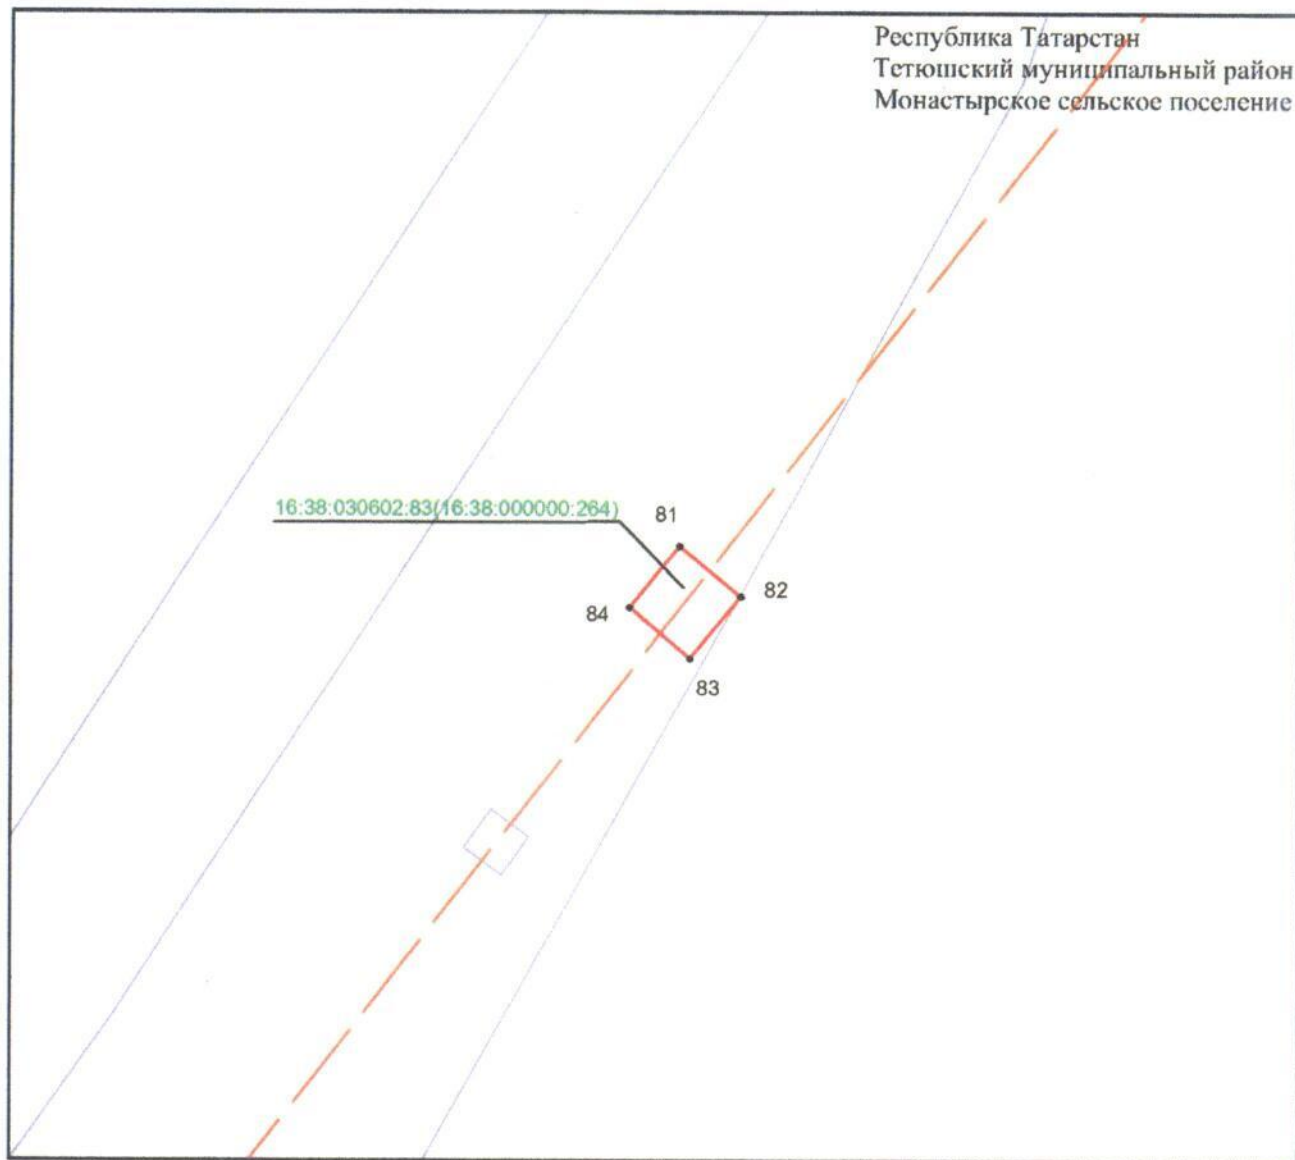 Республика Татарстан
Тетюшский муниципальный район
Монастырское сельское поселение
16:38:030602:83(16:38:000000:264)
81
82
84
83